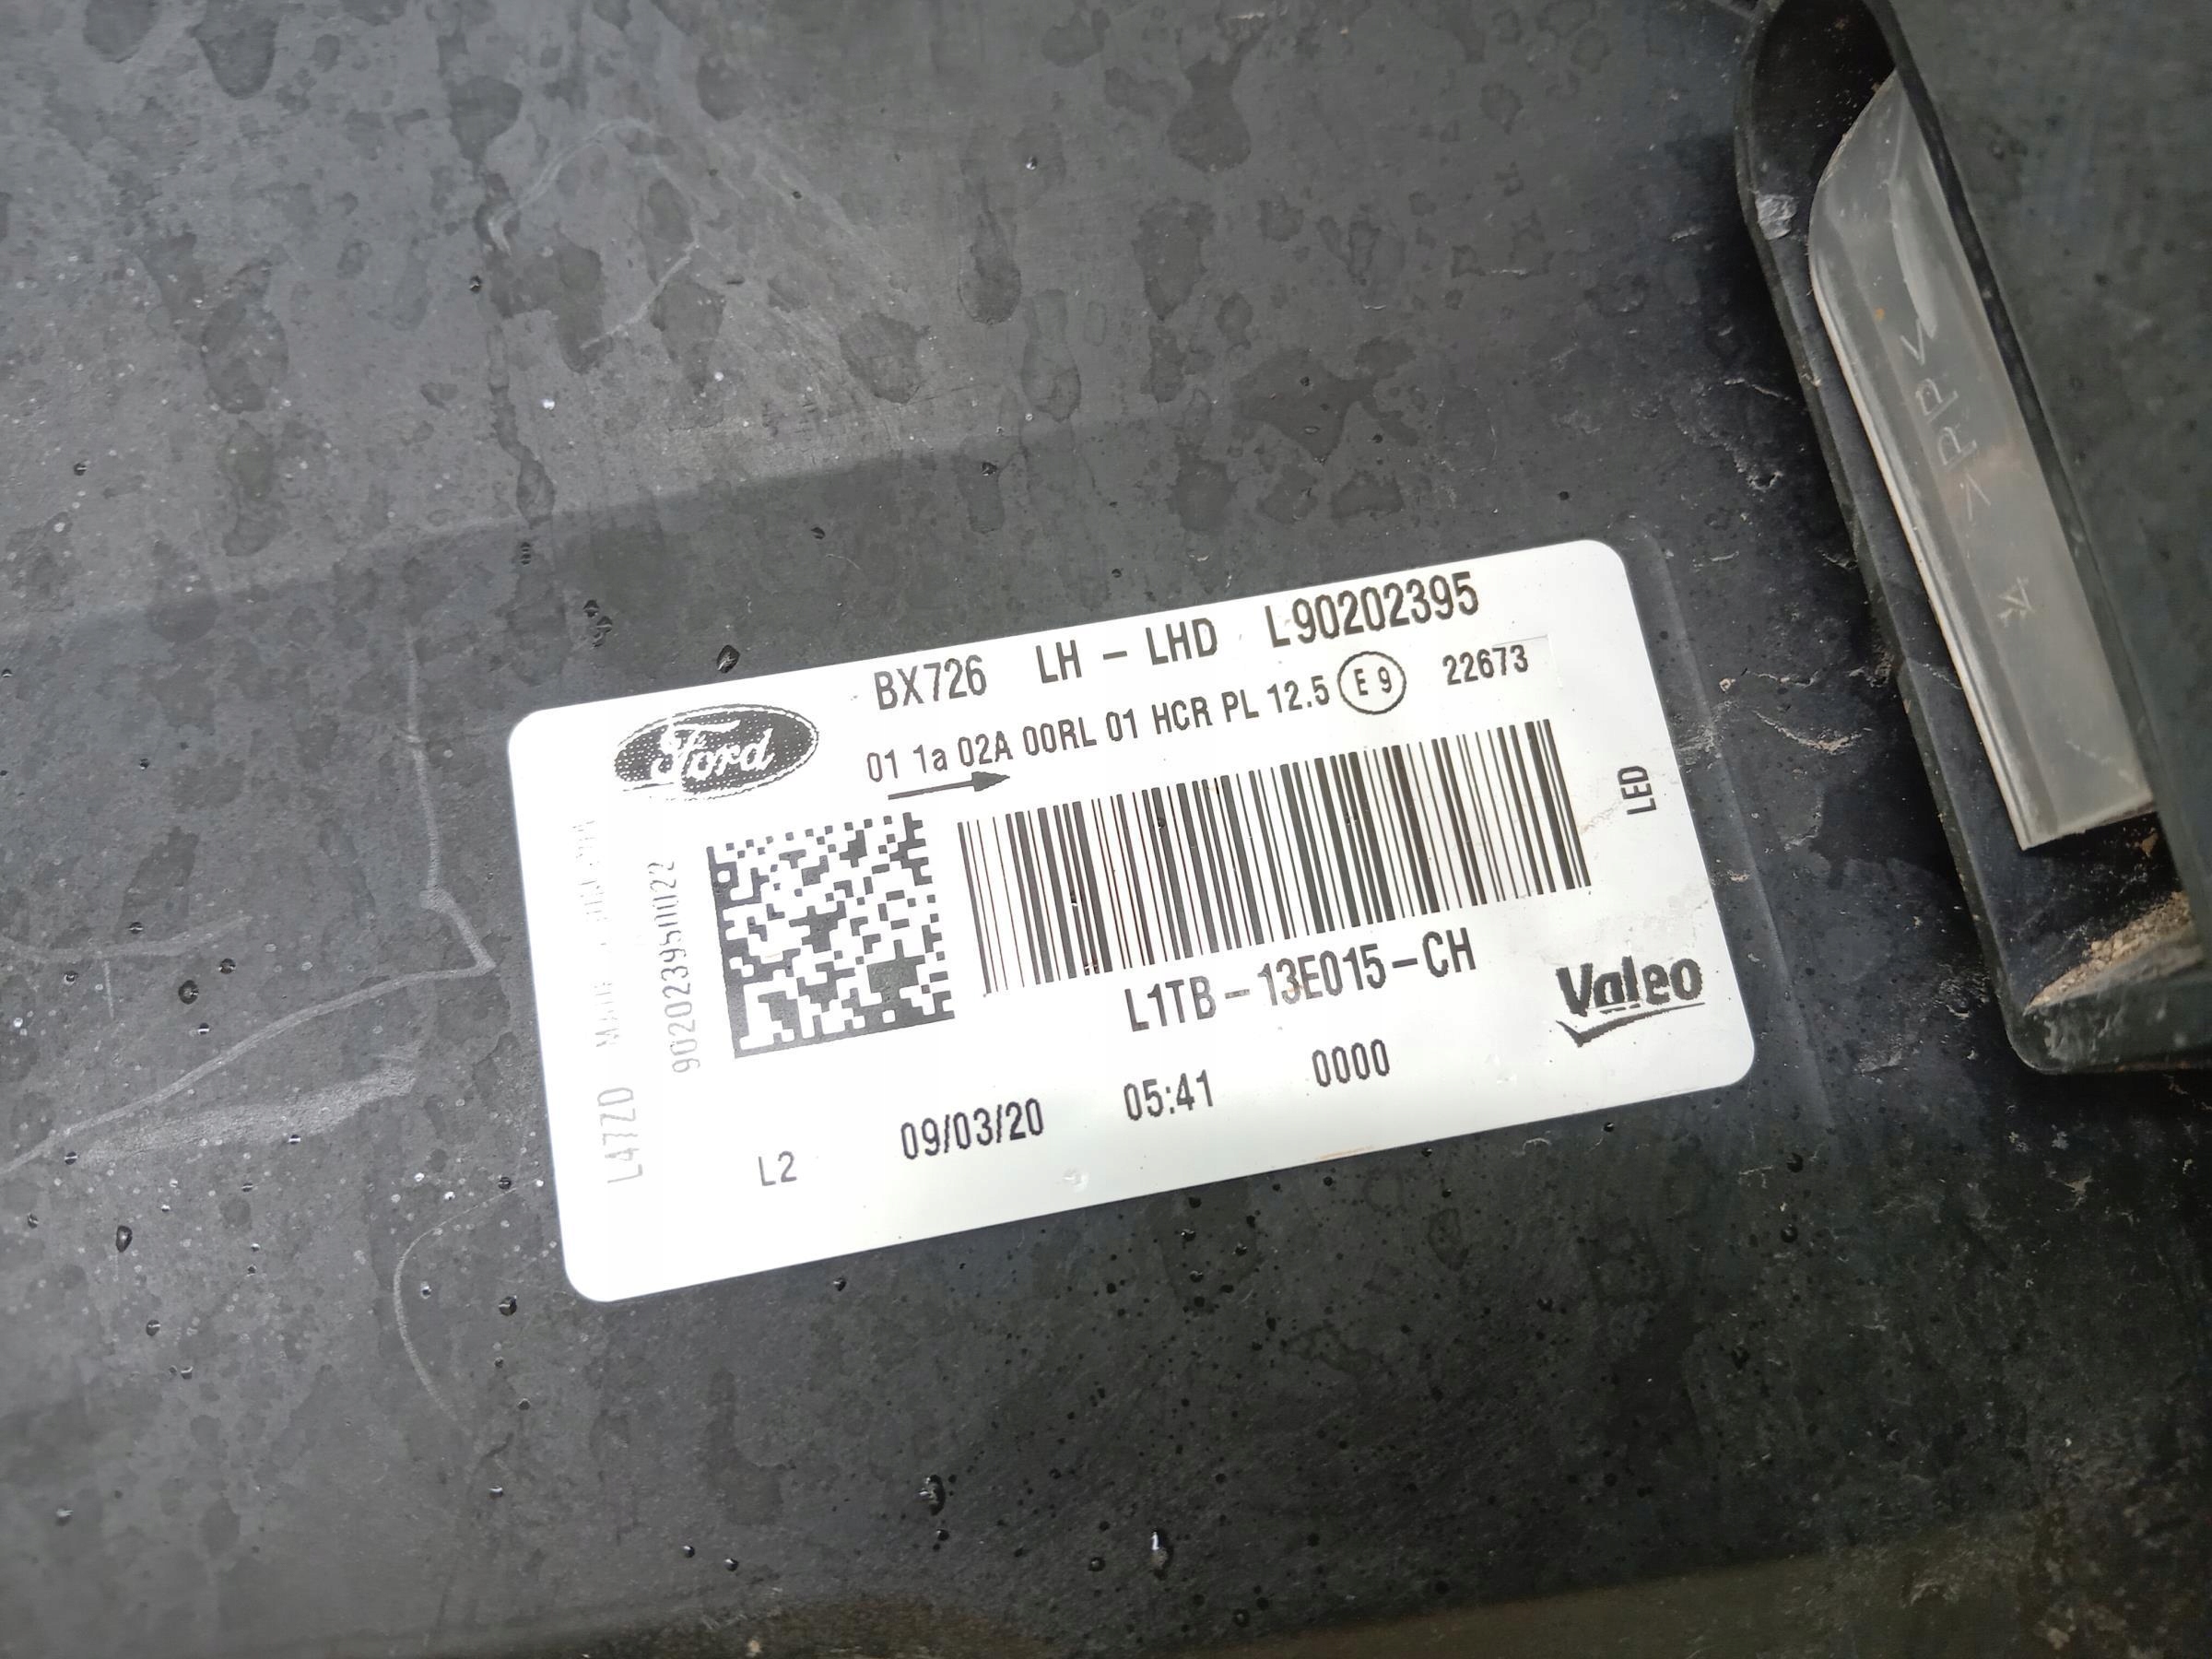 BX726 LH - LHD L90202395
Ford
01 1a 02A 00RL 01 HCR PL 12.5 E9 22673
LED
L1TB-13E015-CH
Valeo
L2 09/03/20 05:41 0000
L47ZD
902023950022